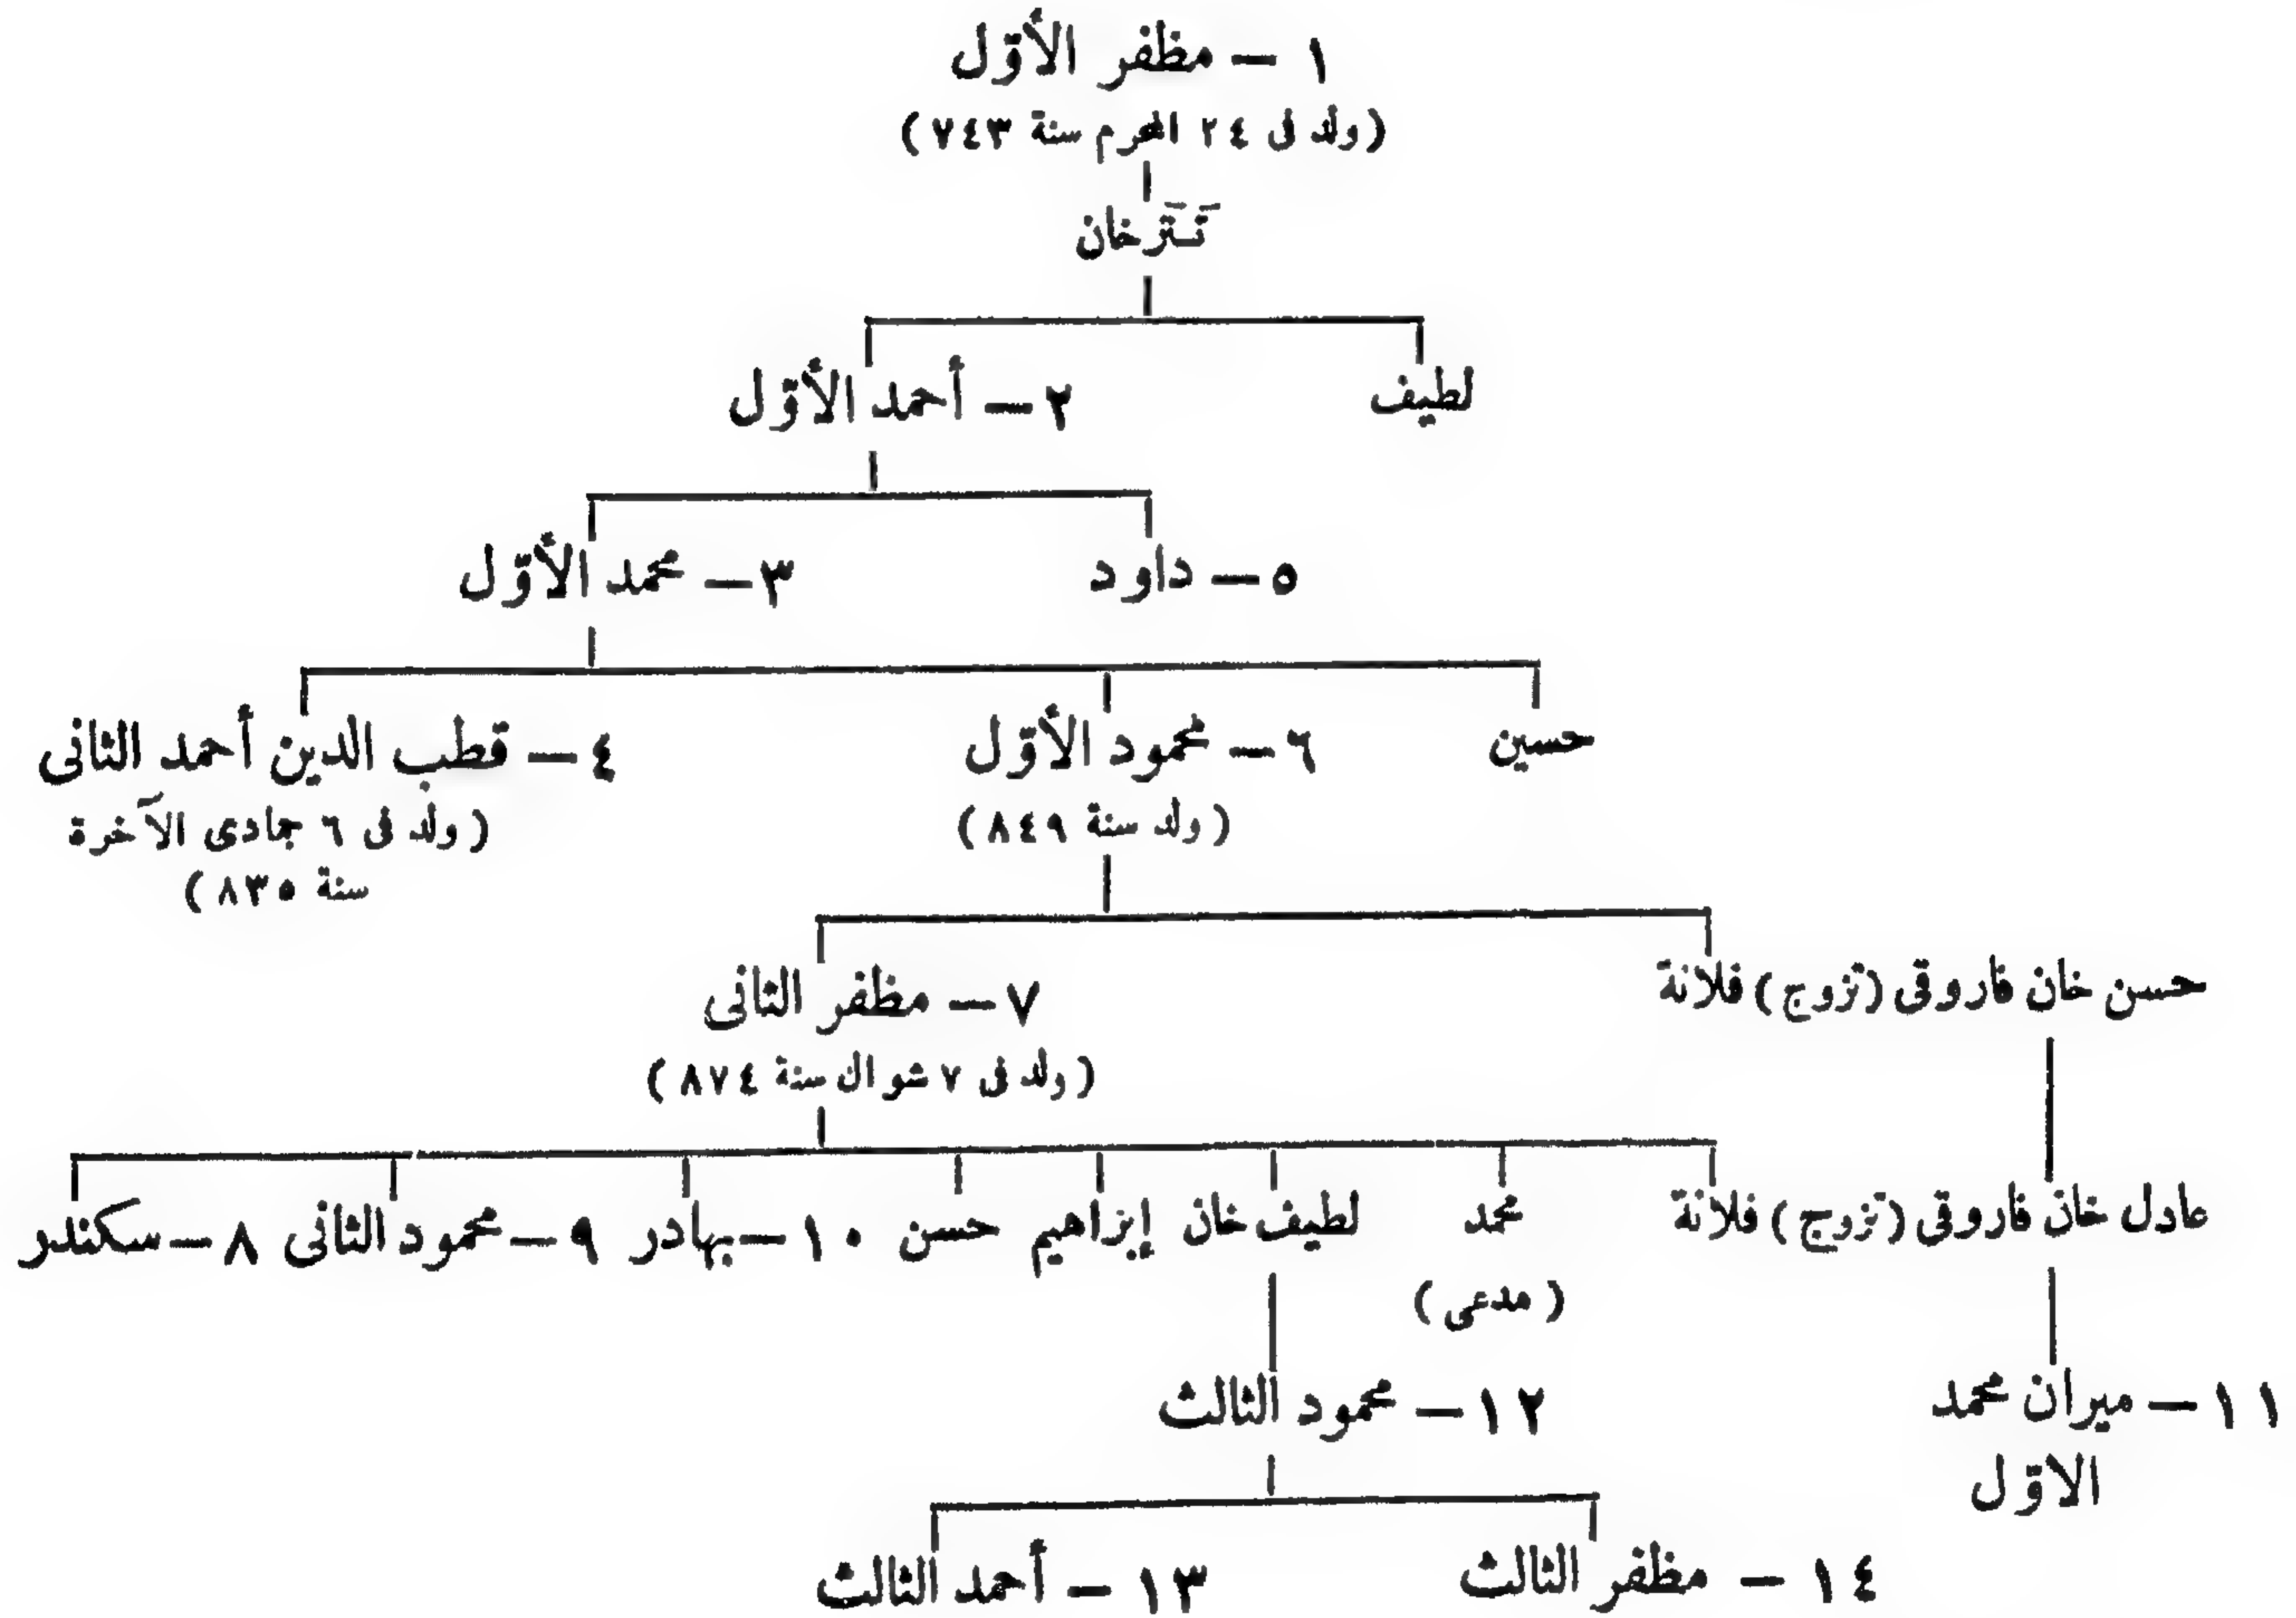 ١ – مظفر الأوّل
(ولد فى ٢٤ المحرم سنة ٧٤٣)
تَتَرخان
لطيف
٢ – أحمد الأوّل
٥ – داود
٣ – محمد الأوّل
حسين
٦ – محمود الأوّل
(ولد سنة ٨٤٩)
٤ – قطب الدين أحمد الثانى
(ولد فى ٦ جمادى الآخرة
سنة ٨٣٥)
حسن خان فاروقى (تزوج) فلانة
٧ – مظفر الثانى
(ولد فى ٧ شوال سنة ٨٧٤)
عادل خان فاروقى (تزوج) فلانة
محمد
(مدعى)
لطيف خان
إبراهيم
حسن
١٠ – بهادر
٩ – محمود الثانى
٨ – سكندر
١١ – ميران محمد
الاوّل
١٢ – محمود الثالث
١٤ – مظفر الثالث
١٣ – أحمد الثالث